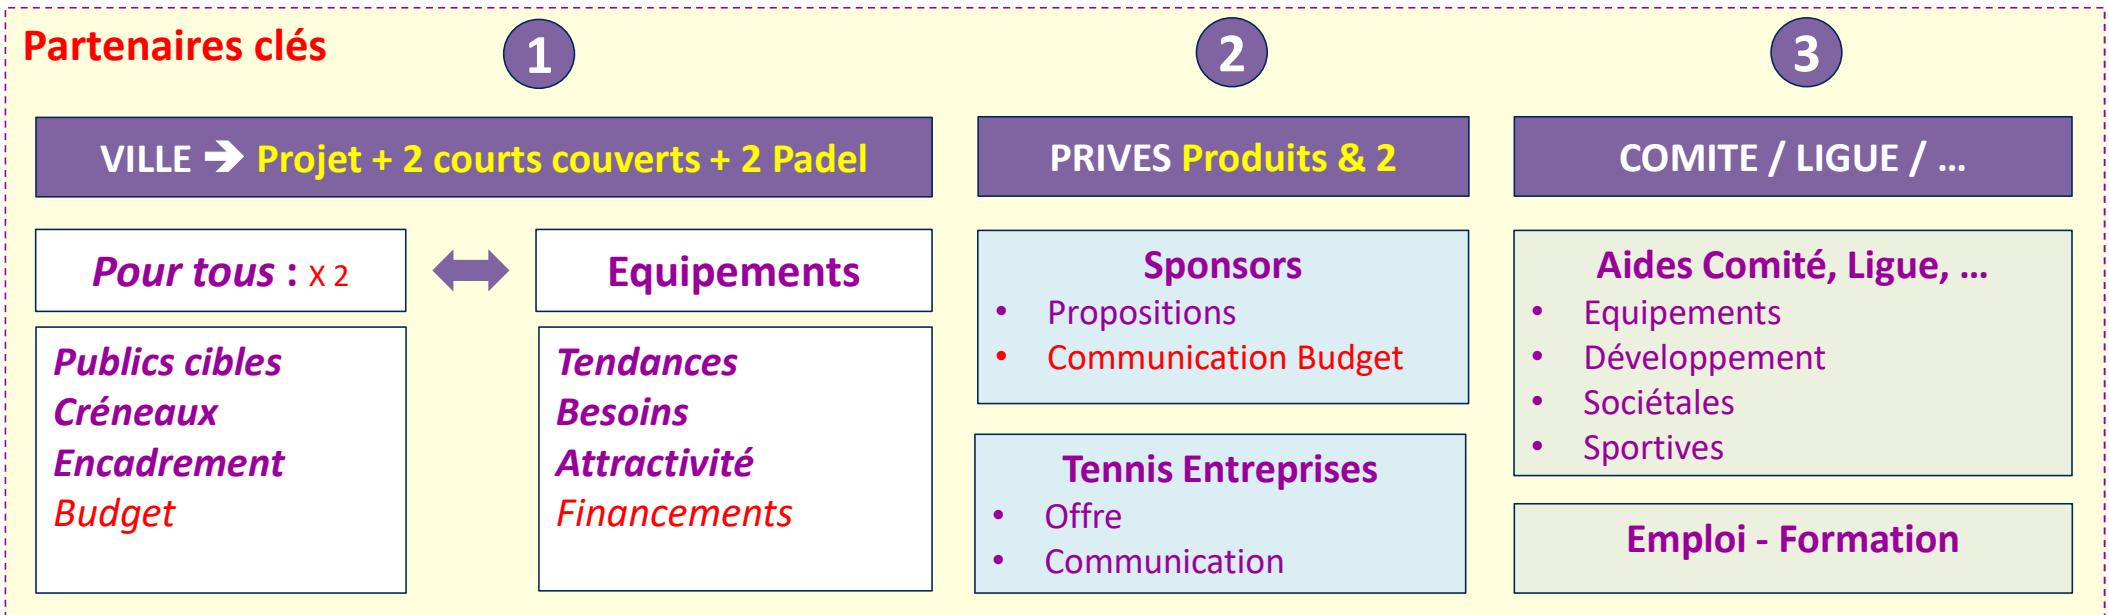 Partenaires clés
1
VILLE ➔ Projet + 2 courts couverts + 2 Padel
Pour tous : X 2
Equipements
Publics cibles
Créneaux
Encadrement
Budget
Tendances
Besoins
Attractivité
Financements
2
PRIVES Produits & 2
Sponsors
• Propositions
• Communication Budget
Tennis Entreprises
• Offre
• Communication
3
COMITE / LIGUE / ...
Aides Comité, Ligue, ...
• Equipements
• Développement
• Sociétales
• Sportives
Emploi - Formation